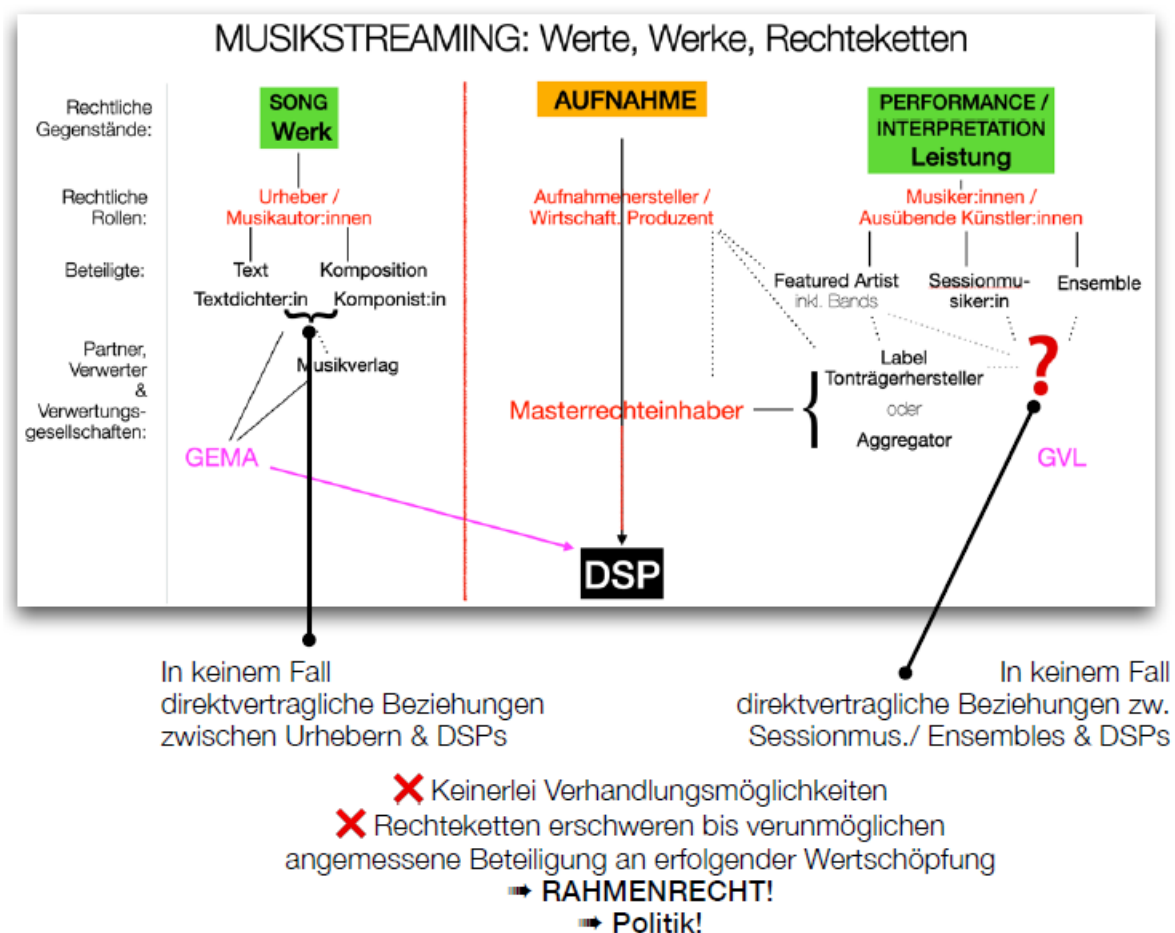 MUSIKSTREAMING: Werte, Werke, Rechteketten
Rechtliche
Gegenstände:
SONG
Werk
AUFNAHME
PERFORMANCE /
INTERPRETATION
Leistung
Rechtliche
Rollen:
Urheber /
Musikautor:innen
Aufnahmehersteller /
Wirtschaft. Produzent
Musiker:innen /
Ausübende Künstler:innen
Beteiligte:
Text
Komposition
Textdichter:in
Komponist:in
Featured Artist
inkl. Bands
Sessionmu-
siker:in
Ensemble
Partner,
Verwerter
&
Verwertungs-
gesellschaften:
Musikverlag
GEMA
Masterrechteinhaber
Label
Tonträgerhersteller
oder
Aggregator
?
GVL
DSP
In keinem Fall
direktvertragliche Beziehungen
zwischen Urhebern & DSPs
In keinem Fall
direktvertragliche Beziehungen zw.
Sessionmus./ Ensembles & DSPs
❌ Keinerlei Verhandlungsmöglichkeiten
❌ Rechteketten erschweren bis verunmöglichen
angemessene Beteiligung an erfolgender Wertschöpfung
➠ RAHMENRECHT!
➠ Politik!